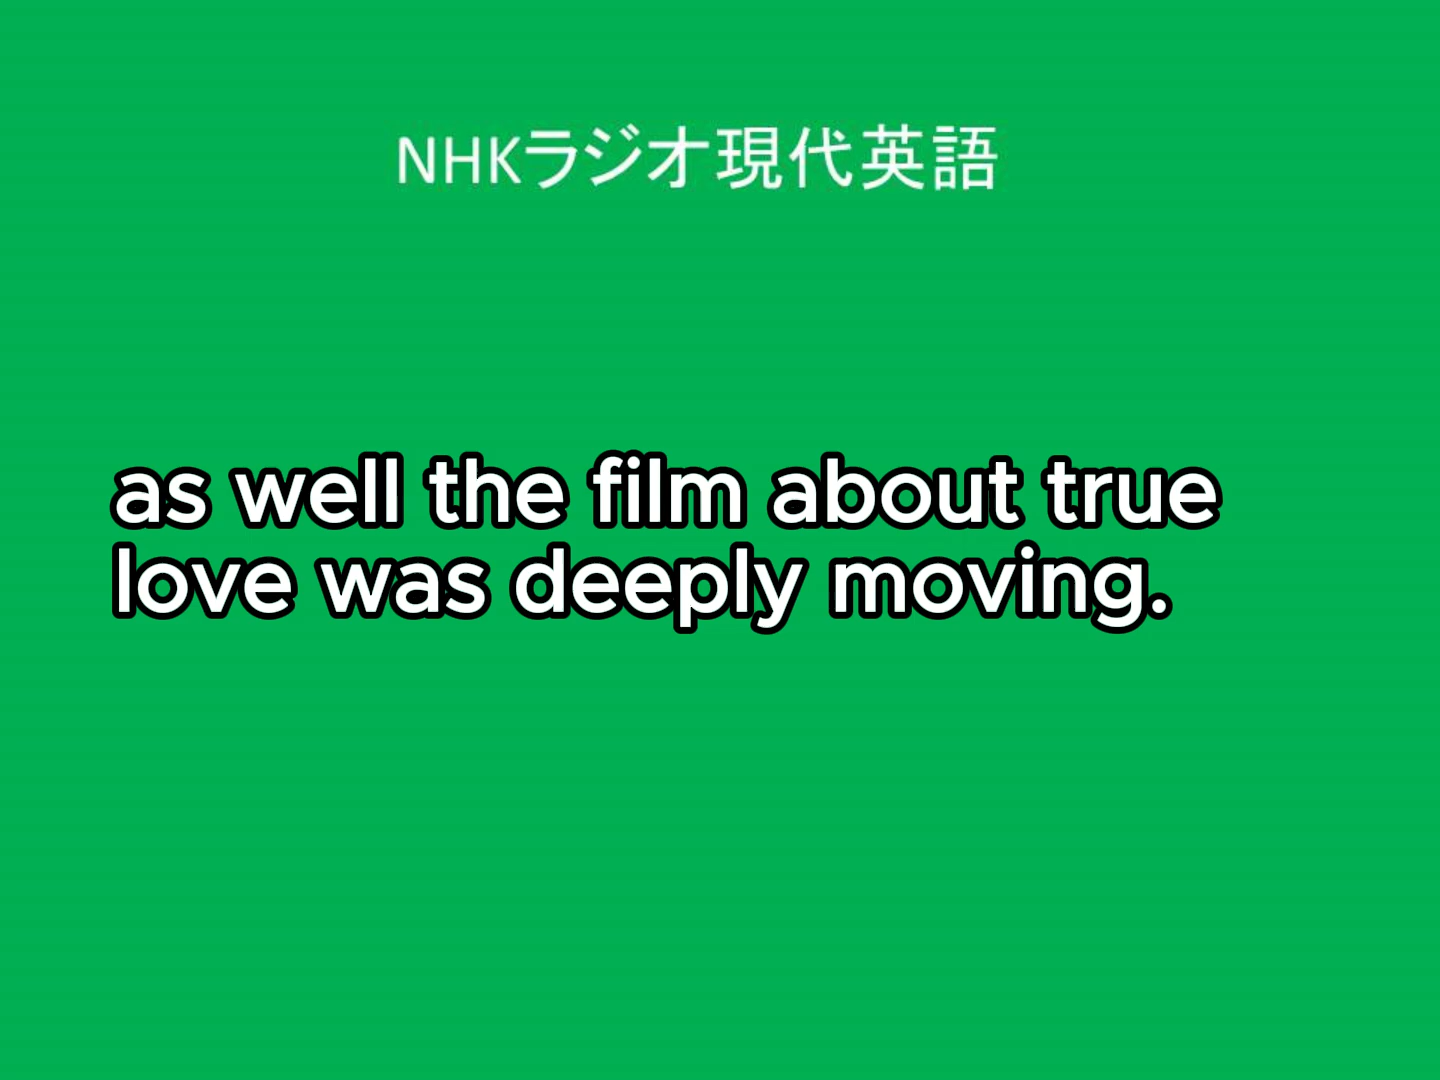 NHKラジオ現代英語
as well the film about true
love was deeply moving.